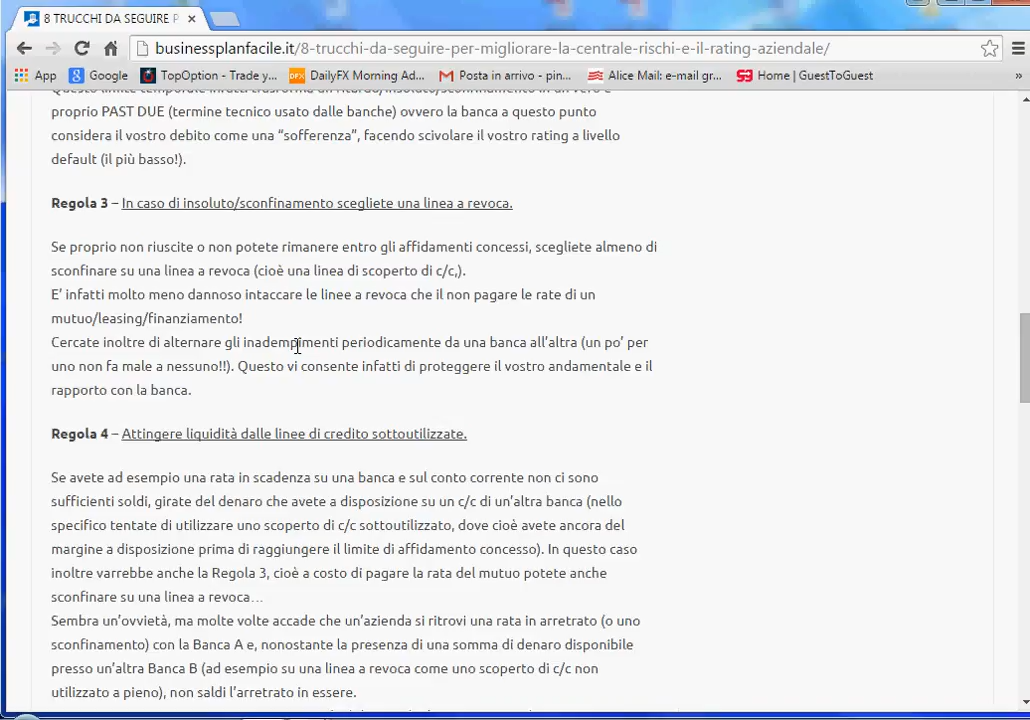 8 TRUCCHI DA SEGUIRE P
businesspianfacile.it/8-trucchi-da-seguire-per-migliorare-la-centrale-rischi-e-il-rating-aziendale/
App
Google
TopOption - Trade y...
DFX DailyFX Morning Ad...
Posta in arrivo - pin...
Alice Mail: e-mail gr...
Home | GuestToGuest
»
proprio PAST DUE (termine tecnico usato dalle banche) ovvero la banca a questo punto
considera il vostro debito come una “sofferenza”, facendo scivolare il vostro rating a livello
default (il più basso!).
Regola 3 – In caso di insoluto/sconfinamento scegliete una linea a revoca.
Se proprio non riuscite o non potete rimanere entro gli affidamenti concessi, scegliete almeno di
sconfinare su una linea a revoca (cioè una linea di scoperto di c/c,).
E’ infatti molto meno dannoso intaccare le linee a revoca che il non pagare le rate di un
mutuo/leasing/finanziamento!
Cercate inoltre di alternare gli inadempimenti periodicamente da una banca all’altra (un po’ per
uno non fa male a nessuno!!). Questo vi consente infatti di proteggere il vostro andamentale e il
rapporto con la banca.
Regola 4 – Attingere liquidità dalle linee di credito sottoutilizzate.
Se avete ad esempio una rata in scadenza su una banca e sul conto corrente non ci sono
sufficienti soldi, girate del denaro che avete a disposizione su un c/c di un’altra banca (nello
specifico tentate di utilizzare uno scoperto di c/c sottoutilizzato, dove cioè avete ancora del
margine a disposizione prima di raggiungere il limite di affidamento concesso). In questo caso
inoltre varrebbe anche la Regola 3, cioè a costo di pagare la rata del mutuo potete anche
sconfinare su una linea a revoca…
Sembra un’ovvietà, ma molte volte accade che un’azienda si ritrovi una rata in arretrato (o uno
sconfinamento) con la Banca A e, nonostante la presenza di una somma di denaro disponibile
presso un’altra Banca B (ad esempio su una linea a revoca come uno scoperto di c/c non
utilizzato a pieno), non saldi l’arretrato in essere.